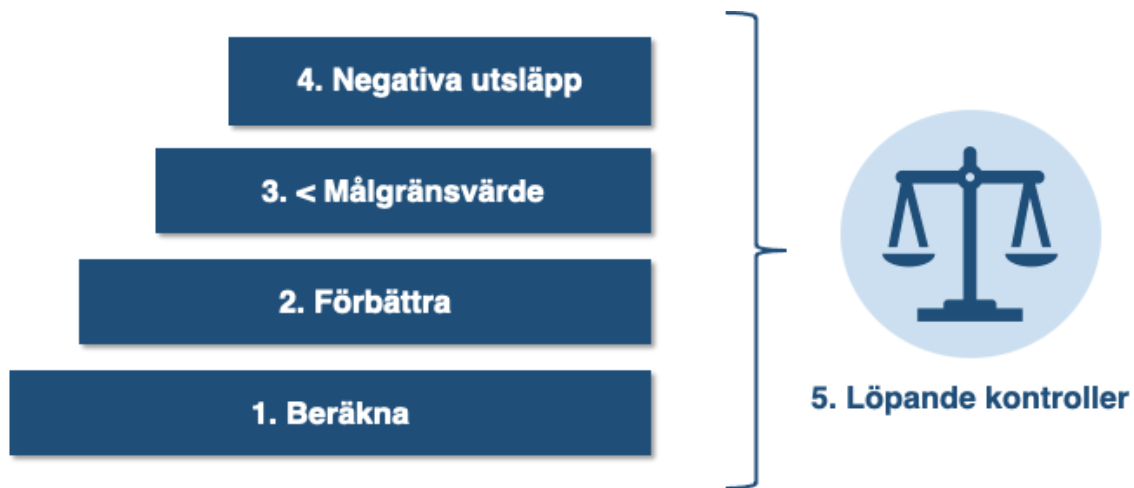 4. Negativa utsläpp
3. < Målgränsvärde
2. Förbättra
1. Beräkna
5. Löpande kontroller